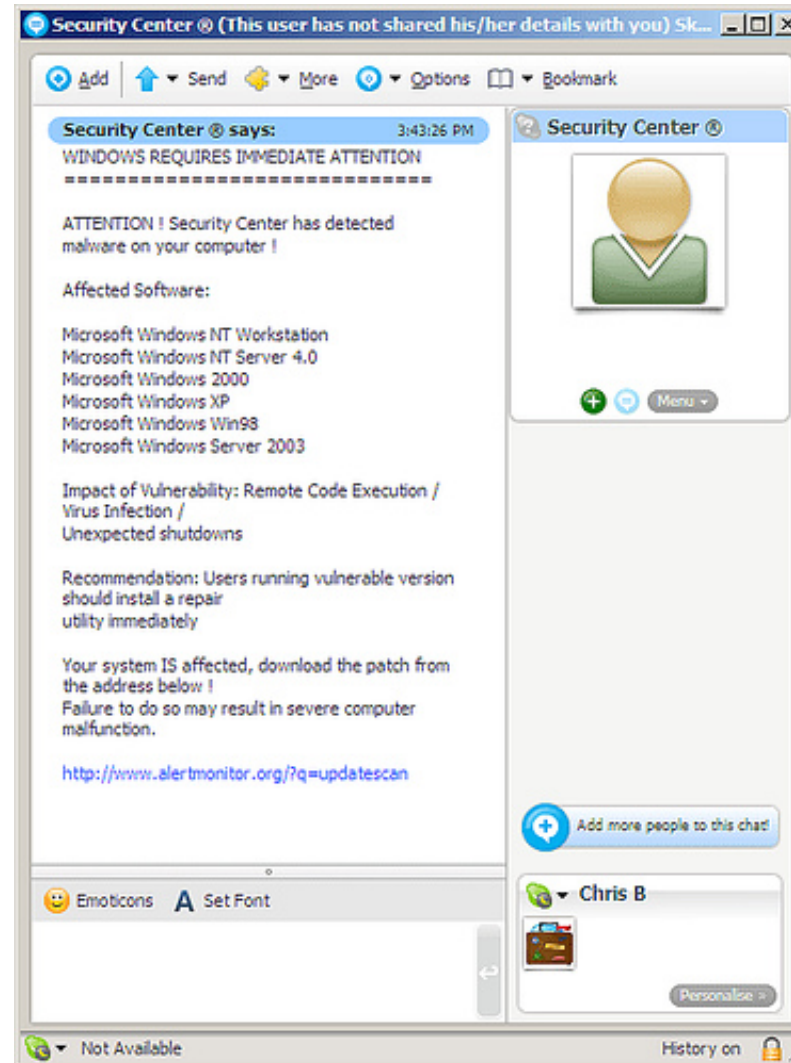 Security Center ® (This user has not shared his/her details with you) Sk...
Add Send More Options Bookmark
Security Center ® says: 3:43:26 PM
WINDOWS REQUIRES IMMEDIATE ATTENTION
=============================
ATTENTION ! Security Center has detected
malware on your computer !
Affected Software:
Microsoft Windows NT Workstation
Microsoft Windows NT Server 4.0
Microsoft Windows 2000
Microsoft Windows XP
Microsoft Windows Win98
Microsoft Windows Server 2003
Impact of Vulnerability: Remote Code Execution /
Virus Infection /
Unexpected shutdowns
Recommendation: Users running vulnerable version
should install a repair
utility immediately
Your system IS affected, download the patch from
the address below !
Failure to do so may result in severe computer
malfunction.
http://www.alertmonitor.org/?q=updatescan
Security Center ®
Menu
Add more people to this chat!
Emoticons A Set Font
Chris B
Personalise >
Not Available
History on